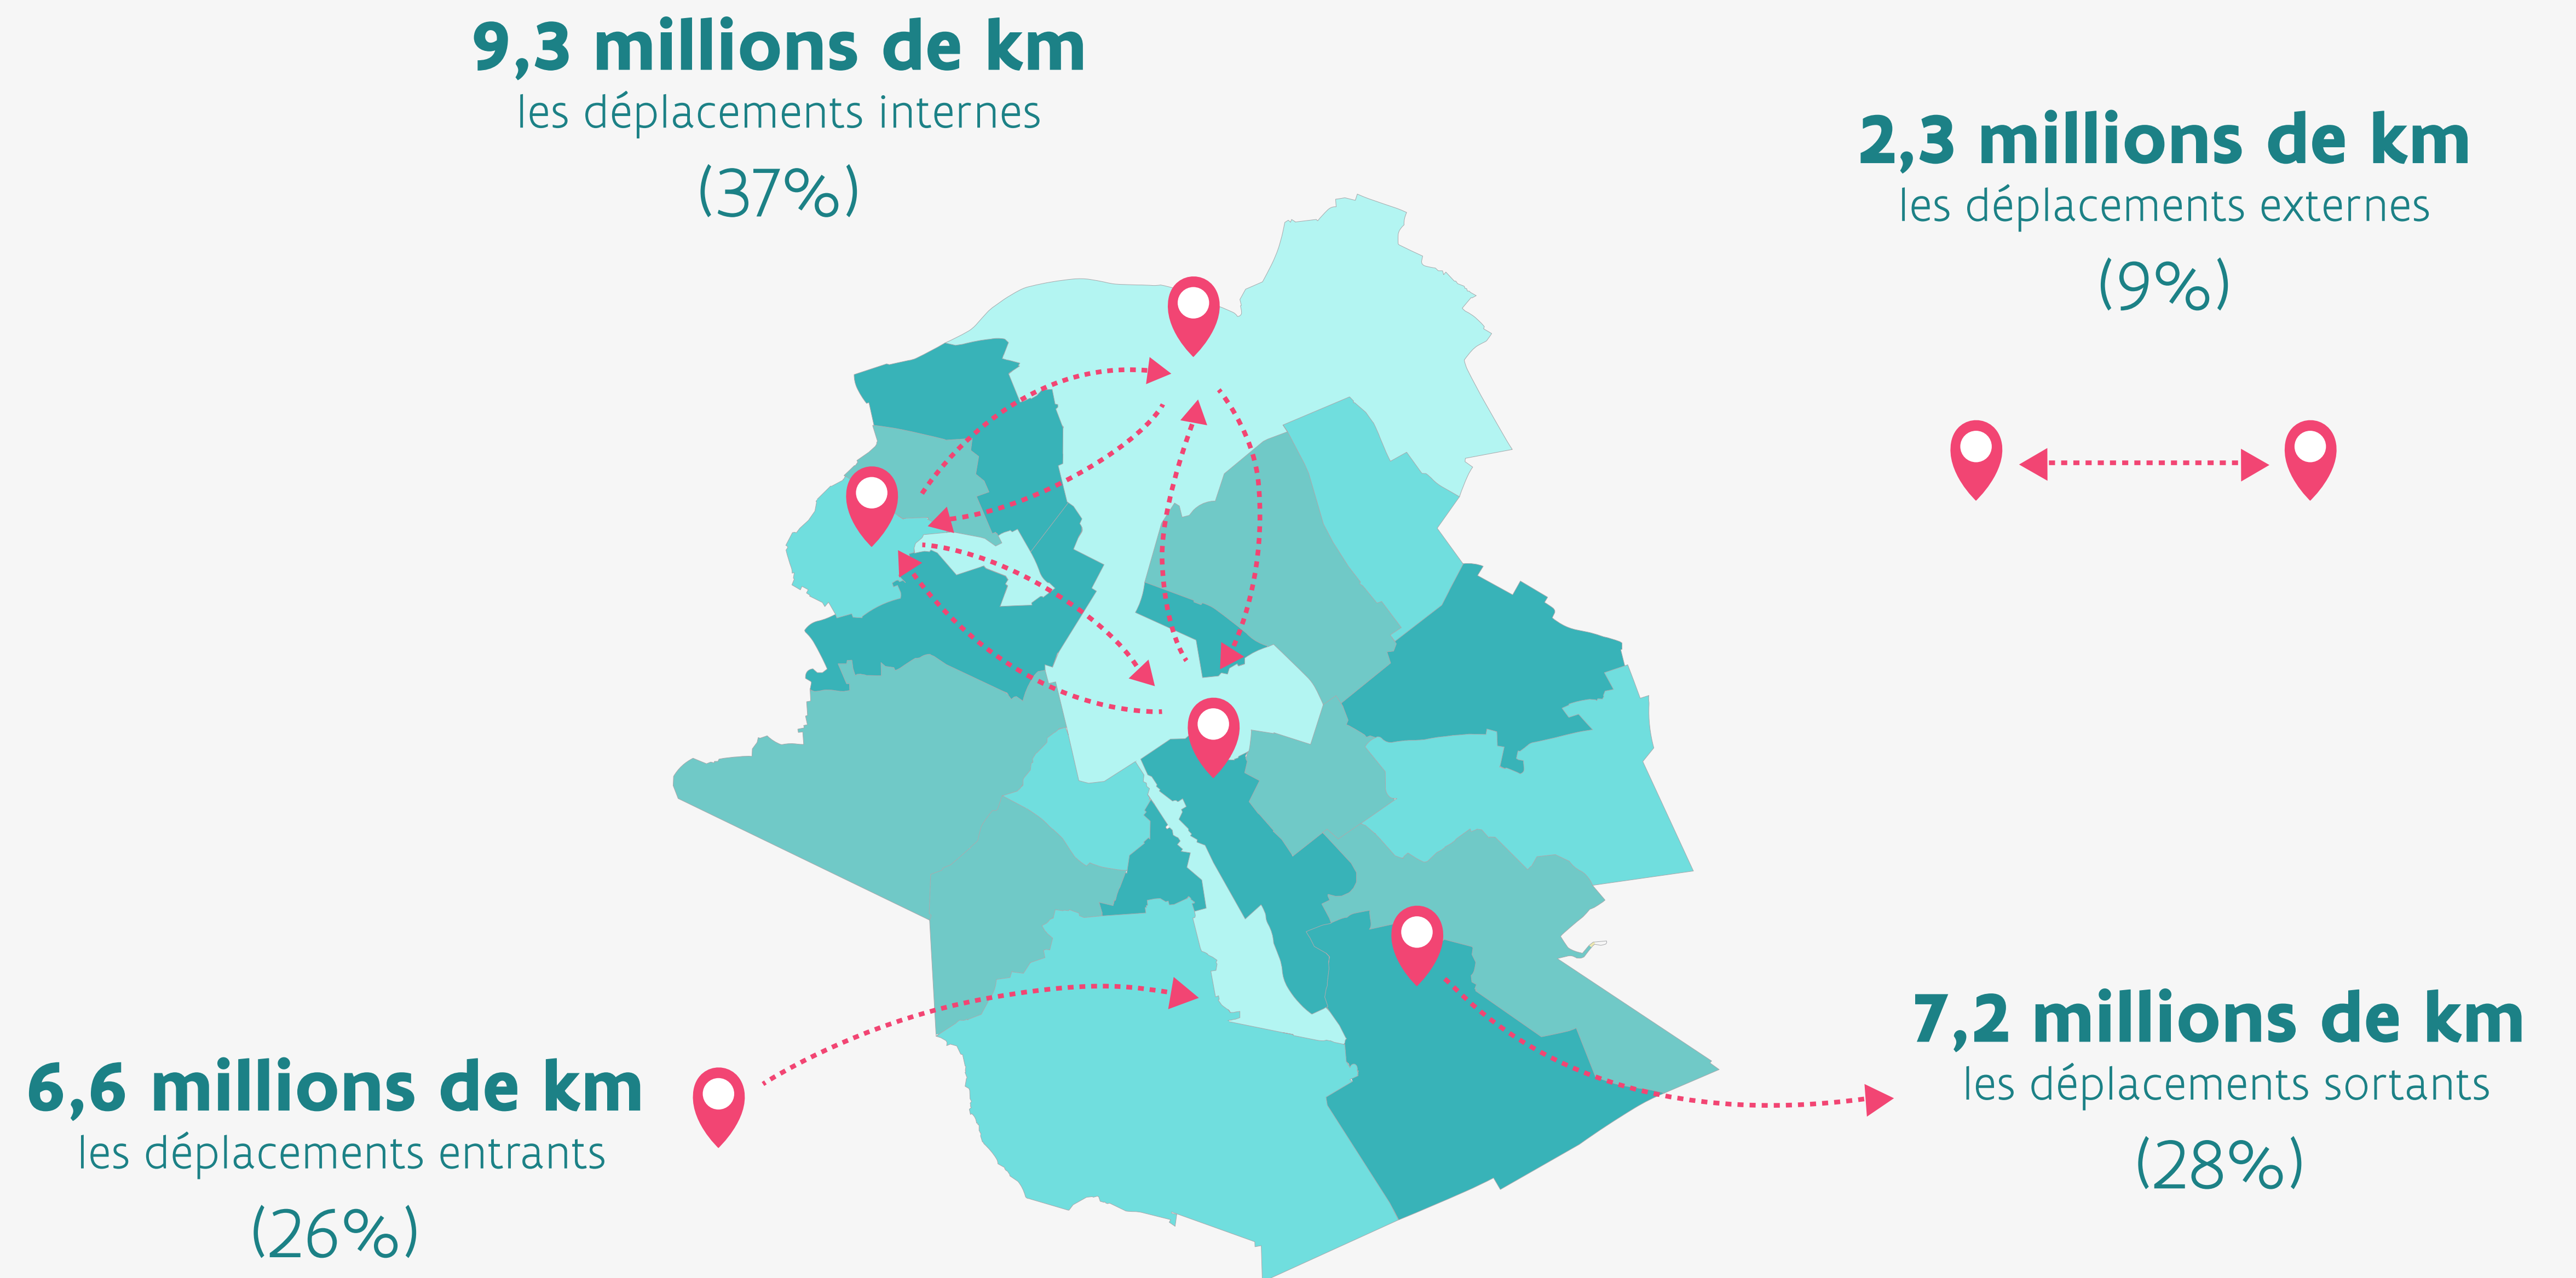 9,3 millions de km
les déplacements internes
(37%)
2,3 millions de km
les déplacements externes
(9%)
6,6 millions de km
les déplacements entrants
(26%)
7,2 millions de km
les déplacements sortants
(28%)